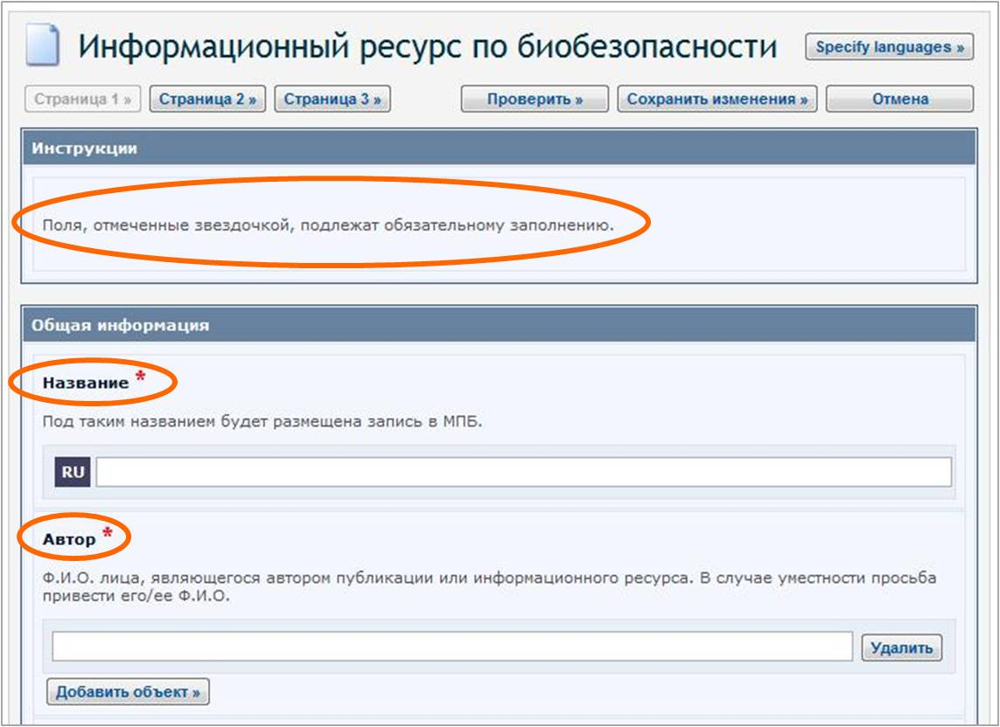 Информационный ресурс по биобезопасности
Specify languages »
Страница 1 »
Страница 2 »
Страница 3 »
Проверить »
Сохранить изменения »
Отмена
Инструкции
Поля, отмеченные звездочкой, подлежат обязательному заполнению.
Общая информация
Название *
Под таким названием будет размещена запись в МПБ.
RU
Автор *
Ф.И.О. лица, являющегося автором публикации или информационного ресурса. В случае уместности просьба
привести его/ее Ф.И.О.
Удалить
Добавить объект »